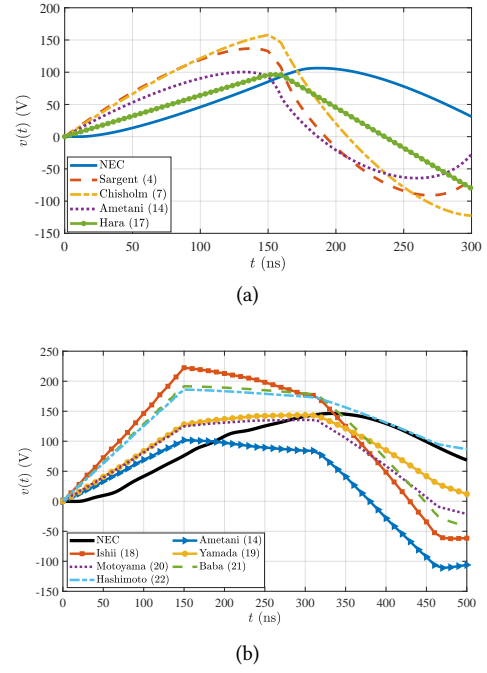 200
150
100
50
0
-50
-100
-150
v(t) (V)
NEC
Sargent (4)
Chisholm (7)
Ametani (14)
Hara (17)
0 50 100 150 200 250 300
t (ns)
(a)
250
200
150
100
50
0
-50
-100
-150
v(t) (V)
NEC Ametani (14)
Ishii (18) Yamada (19)
Motoyama (20) Baba (21)
Hashimoto (22)
0 50 100 150 200 250 300 350 400 450 500
t (ns)
(b)